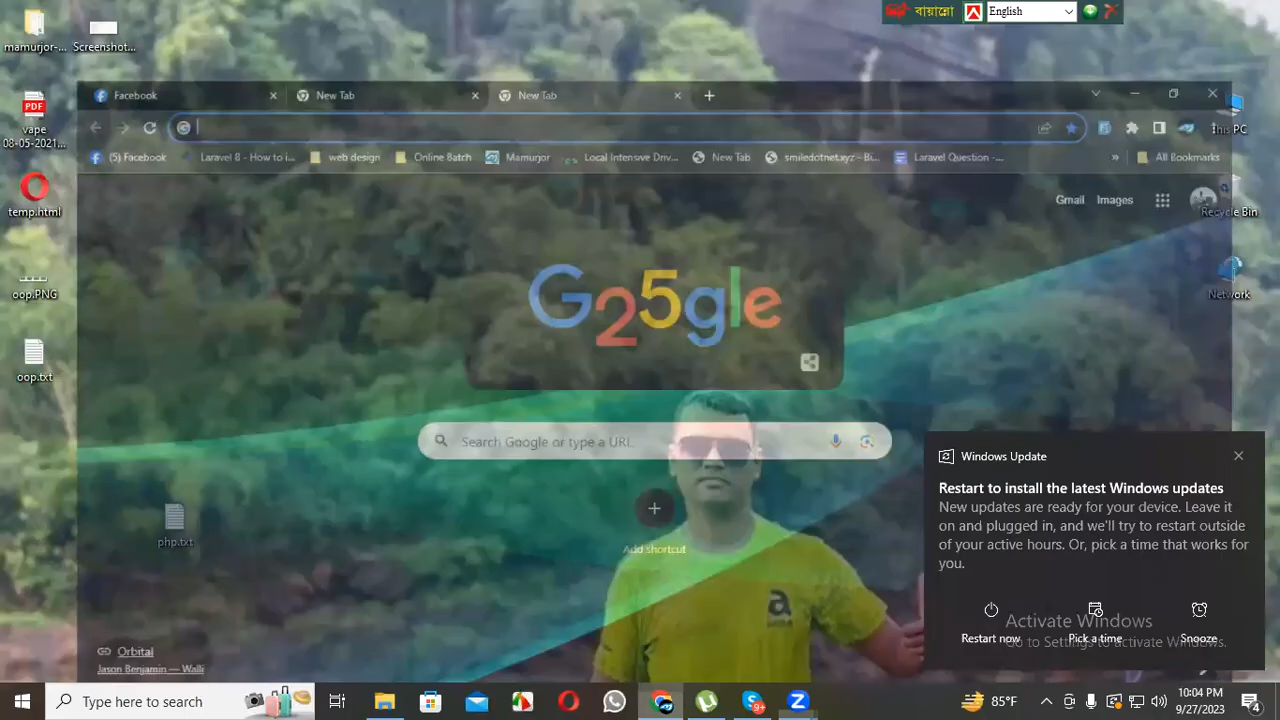 mamurjor-...
Screenshot...
বায়ান্নো
English
vape
08-05-2021...
temp.html
oop.PNG
oop.txt
php.txt
This PC
Recycle Bin
Network
Facebook
New Tab
New Tab
(5) Facebook
Laravel 8 - How to i...
web design
Online Batch
Mamurjor
Local Intensive Driv...
New Tab
smiledotnet.xyz - Bi...
Laravel Question -...
»
All Bookmarks
Gmail
Images
G25gle
Search Google or type a URL
Add shortcut
Orbital
Jason Benjamin — Walli
Windows Update
Restart to install the latest Windows updates
New updates are ready for your device. Leave it
on and plugged in, and we'll try to restart outside
of your active hours. Or, pick a time that works for
you.
Restart now
Pick a time
Snooze
Activate Windows
Go to Settings to activate Windows.
Type here to search
9+
85°F
10:04 PM
9/27/2023
4